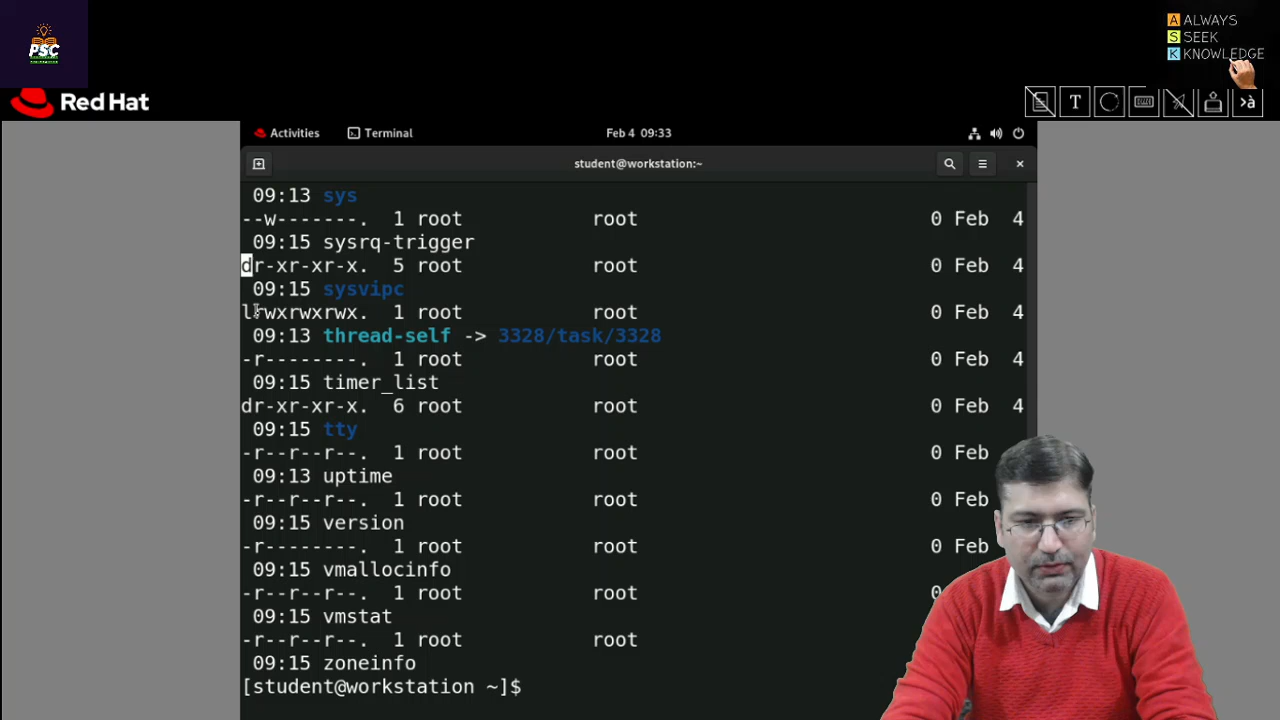 PSC
A ALWAYS
S SEEK
K KNOWLEDGE
Red Hat
T
»à
Activities Terminal Feb 4 09:33
student@workstation:~
09:13 sys
--w-------. 1 root root 0 Feb 4
09:15 sysrq-trigger
dr-xr-xr-x. 5 root root 0 Feb 4
09:15 sysvipc
lrwxrwxrwx. 1 root root 0 Feb 4
09:13 thread-self -> 3328/task/3328
-r--------. 1 root root 0 Feb 4
09:15 timer_list
dr-xr-xr-x. 6 root root 0 Feb 4
09:15 tty
-r--r--r--. 1 root root 0 Feb
09:13 uptime
-r--r--r--. 1 root root 0 Feb
09:15 version
-r--------. 1 root root 0 Feb
09:15 vmallocinfo
-r--r--r--. 1 root root
09:15 vmstat
-r--r--r--. 1 root root
09:15 zoneinfo
[student@workstation ~]$